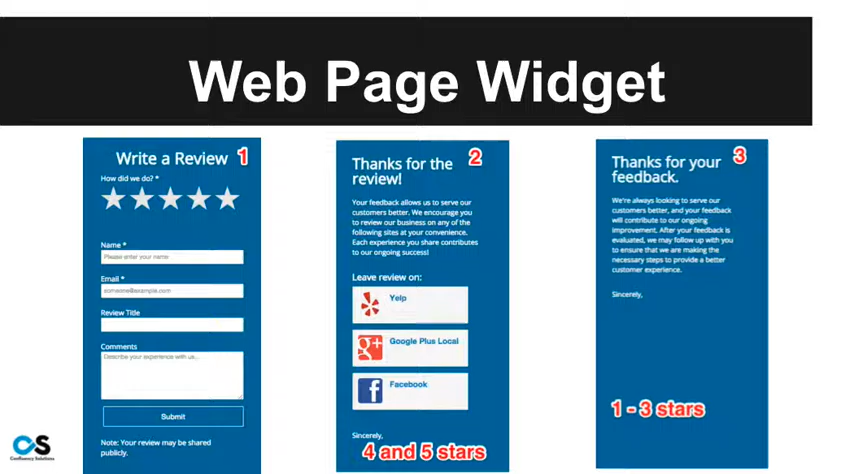 Web Page Widget
Write a Review
1
How did we do? *
Name *
Please enter your name
Email *
someone@example.com
Review Title
Comments
Describe your experience with us...
Submit
Note: Your review may be shared
publicly.
Thanks for the
review!
2
Your feedback allows us to serve our
customers better. We encourage you
to review our business on any of the
following sites at your convenience.
Each experience you share contributes
to our ongoing success!
Leave review on:
Yelp
g+
Google Plus Local
f
Facebook
Sincerely,
4 and 5 stars
Thanks for your
feedback.
3
We're always looking to serve our
customers better, and your feedback
will contribute to our ongoing
improvement. After your feedback is
evaluated, we may follow up with you
to ensure that we are making the
necessary steps to provide a better
customer experience.
Sincerely,
1 - 3 stars
CS
Confluency Solutions